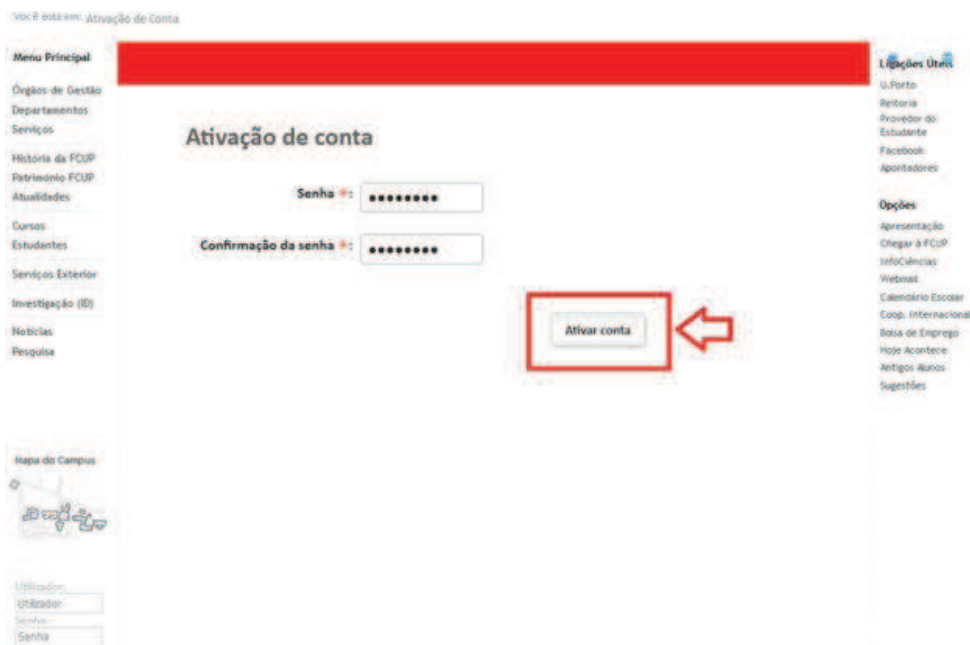 Você está em: Ativação de Conta
Menu Principal
Órgãos de Gestão
Departamentos
Serviços
História da FCUP
Património FCUP
Atualidades
Cursos
Estudantes
Serviços Exterior
Investigação (ID)
Notícias
Pesquisa
Mapa do Campus
Utilizador:
Utilizador
Senha:
Senha
Ativação de conta
Senha *: ••••••••
Confirmação da senha *: ••••••••
Ativar conta
Ligações Úteis
U.Porto
Reitoria
Provedor do
Estudante
Facebook
Apontadores
Opções
Apresentação
Chegar à FCUP
InfoCiências
Webmail
Calendário Escolar
Coop. Internacional
Bolsa de Emprego
Hoje Acontece
Antigos Alunos
Sugestões